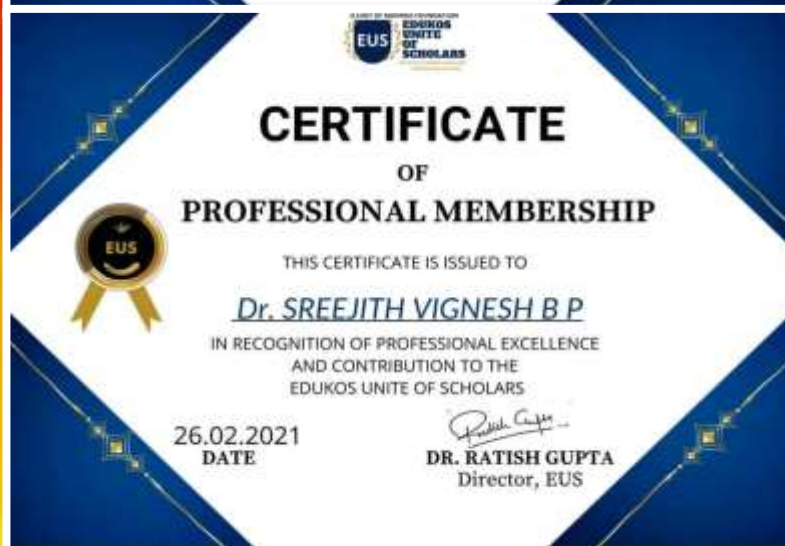 EUS
EDUKOS
UNITE
OF
SCHOLARS
CERTIFICATE
OF
PROFESSIONAL MEMBERSHIP
EUS
THIS CERTIFICATE IS ISSUED TO
Dr. SREEJITH VIGNESH B P
IN RECOGNITION OF PROFESSIONAL EXCELLENCE
AND CONTRIBUTION TO THE
EDUKOS UNITE OF SCHOLARS
26.02.2021
DATE
DR. RATISH GUPTA
Director, EUS